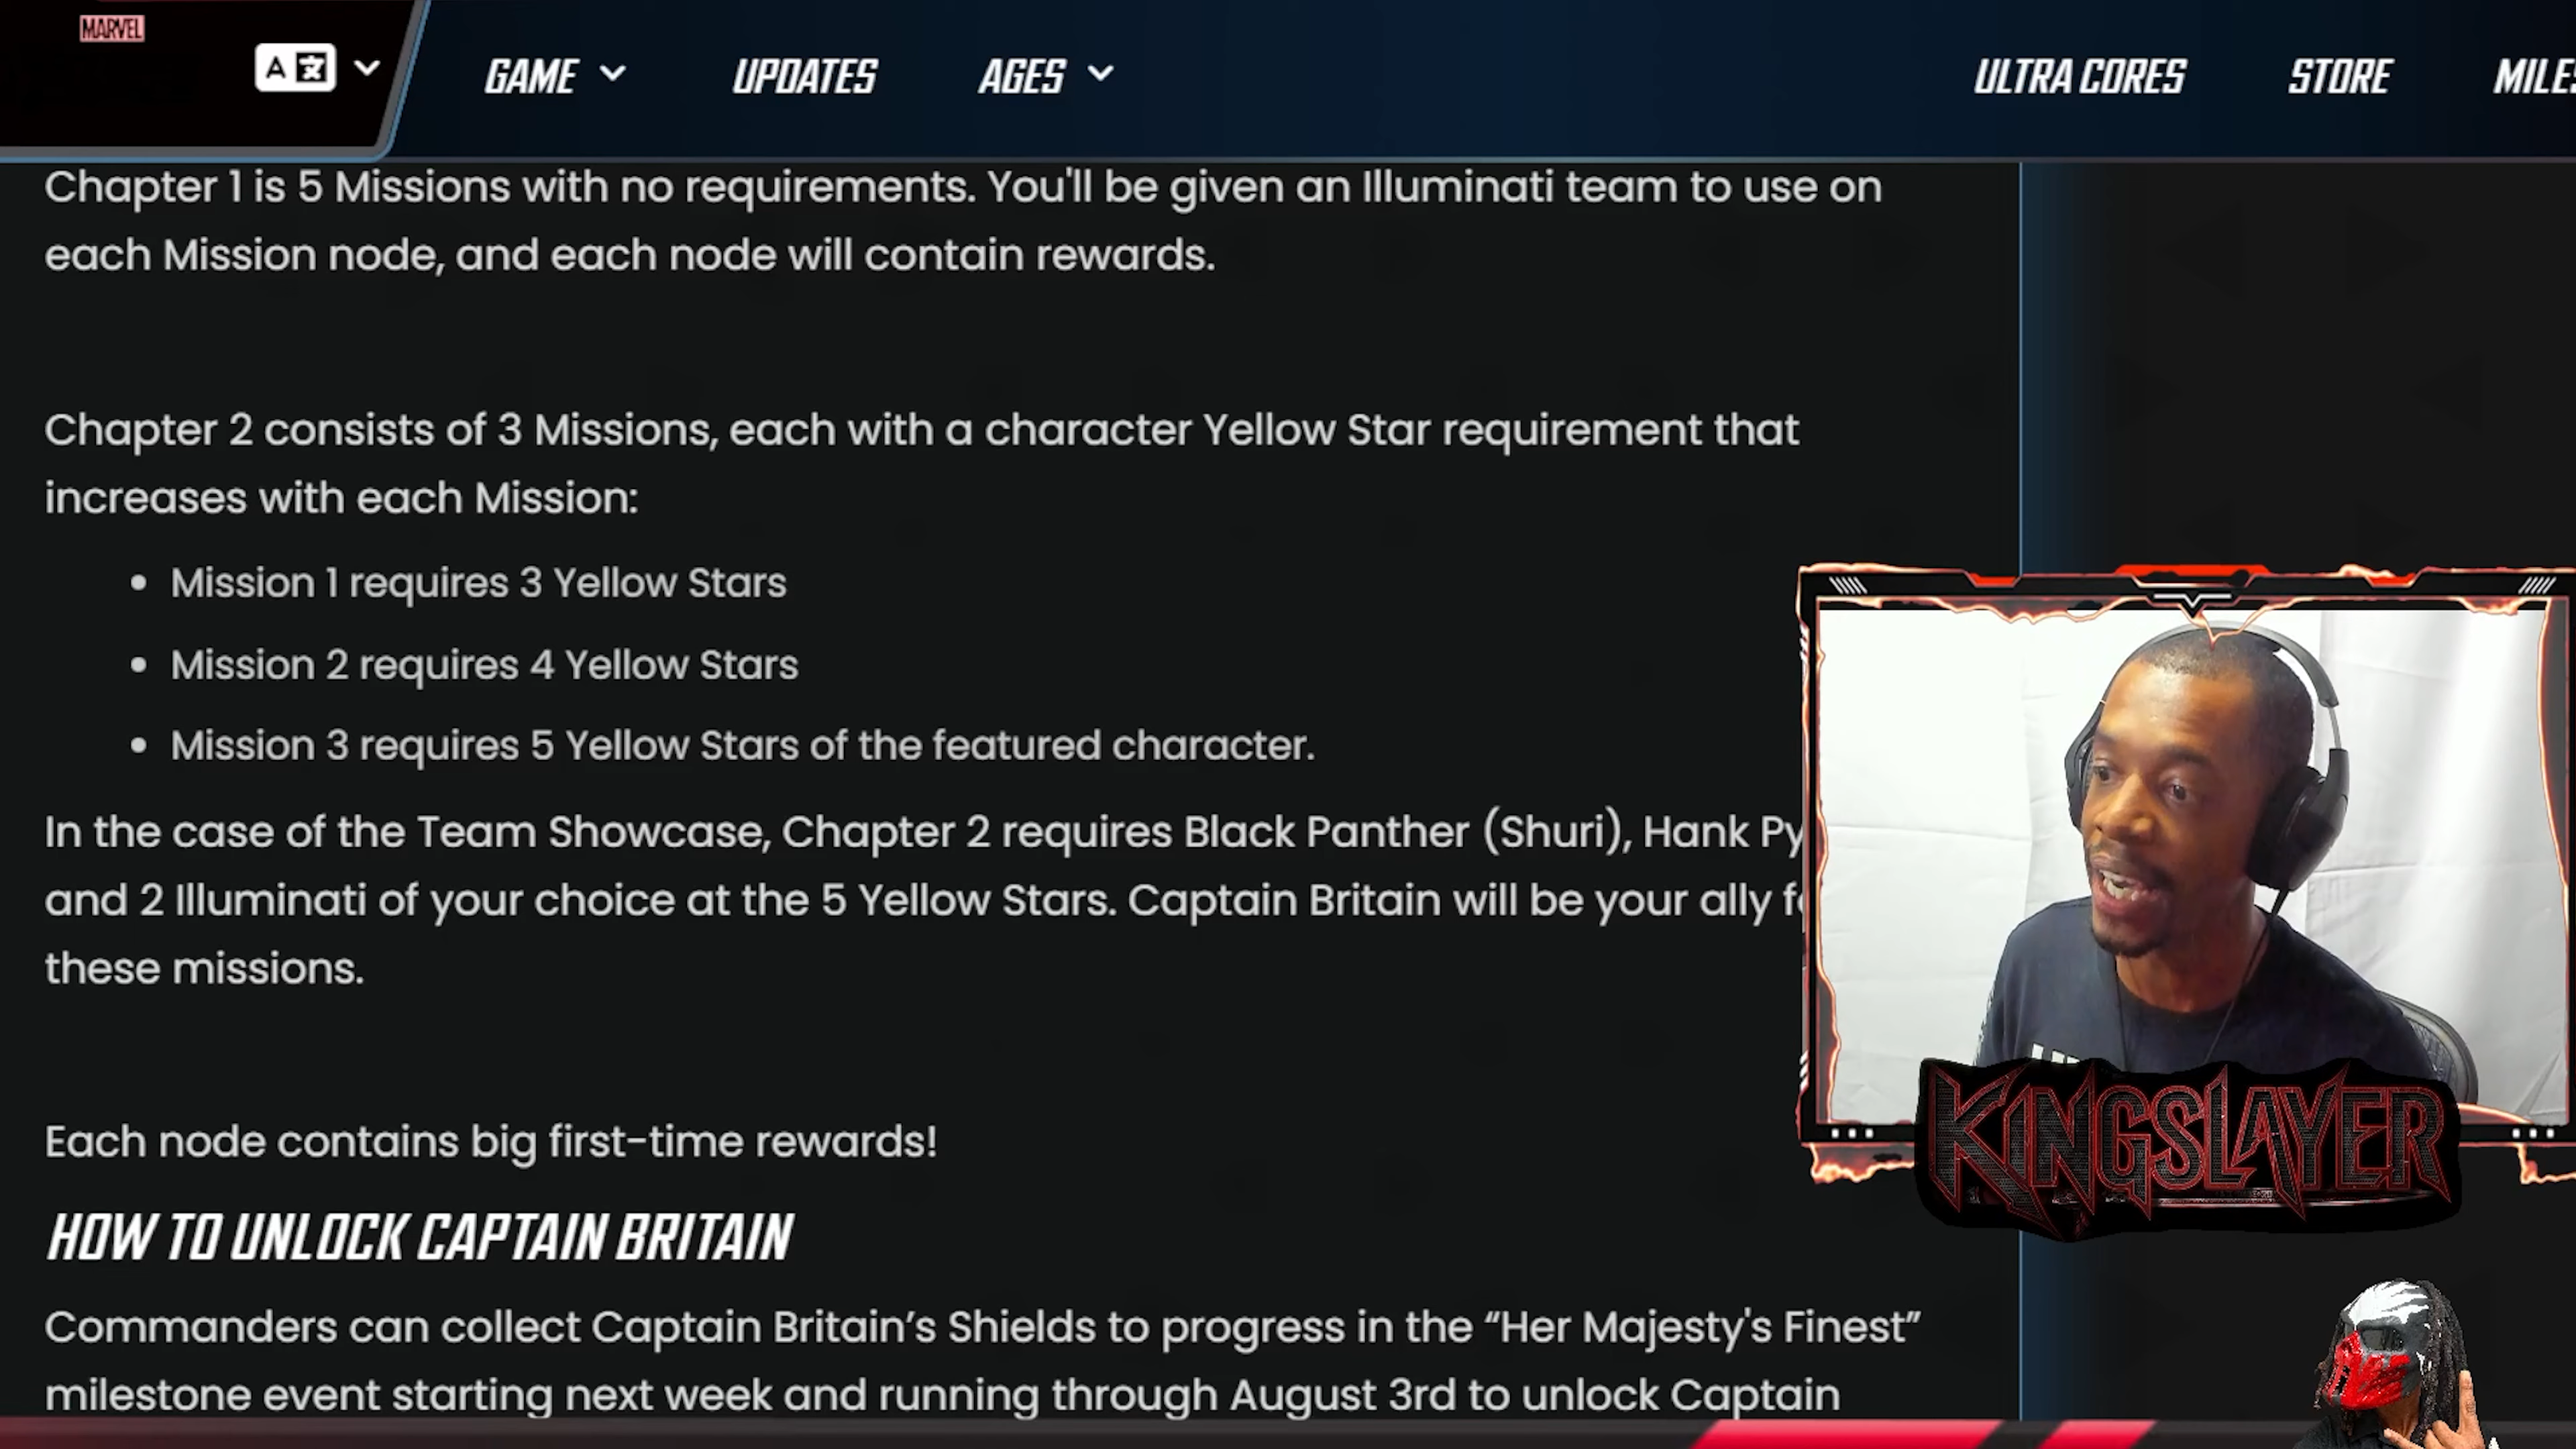 MARVEL
A
GAME
UPDATES
AGES
ULTRA CORES
STORE
Chapter 1 is 5 Missions with no requirements. You'll be given an Illuminati team to use on
each Mission node, and each node will contain rewards.
Chapter 2 consists of 3 Missions, each with a character Yellow Star requirement that
increases with each Mission:
• Mission 1 requires 3 Yellow Stars
• Mission 2 requires 4 Yellow Stars
• Mission 3 requires 5 Yellow Stars of the featured character.
In the case of the Team Showcase, Chapter 2 requires Black Panther (Shuri), Hank
and 2 Illuminati of your choice at the 5 Yellow Stars. Captain Britain will be your ally
these missions.
Each node contains big first-time rewards!
KINGSLAYER
HOW TO UNLOCK CAPTAIN BRITAIN
Commanders can collect Captain Britain’s Shields to progress in the “Her Majesty's Finest”
milestone event starting next week and running through August 3rd to unlock Captain